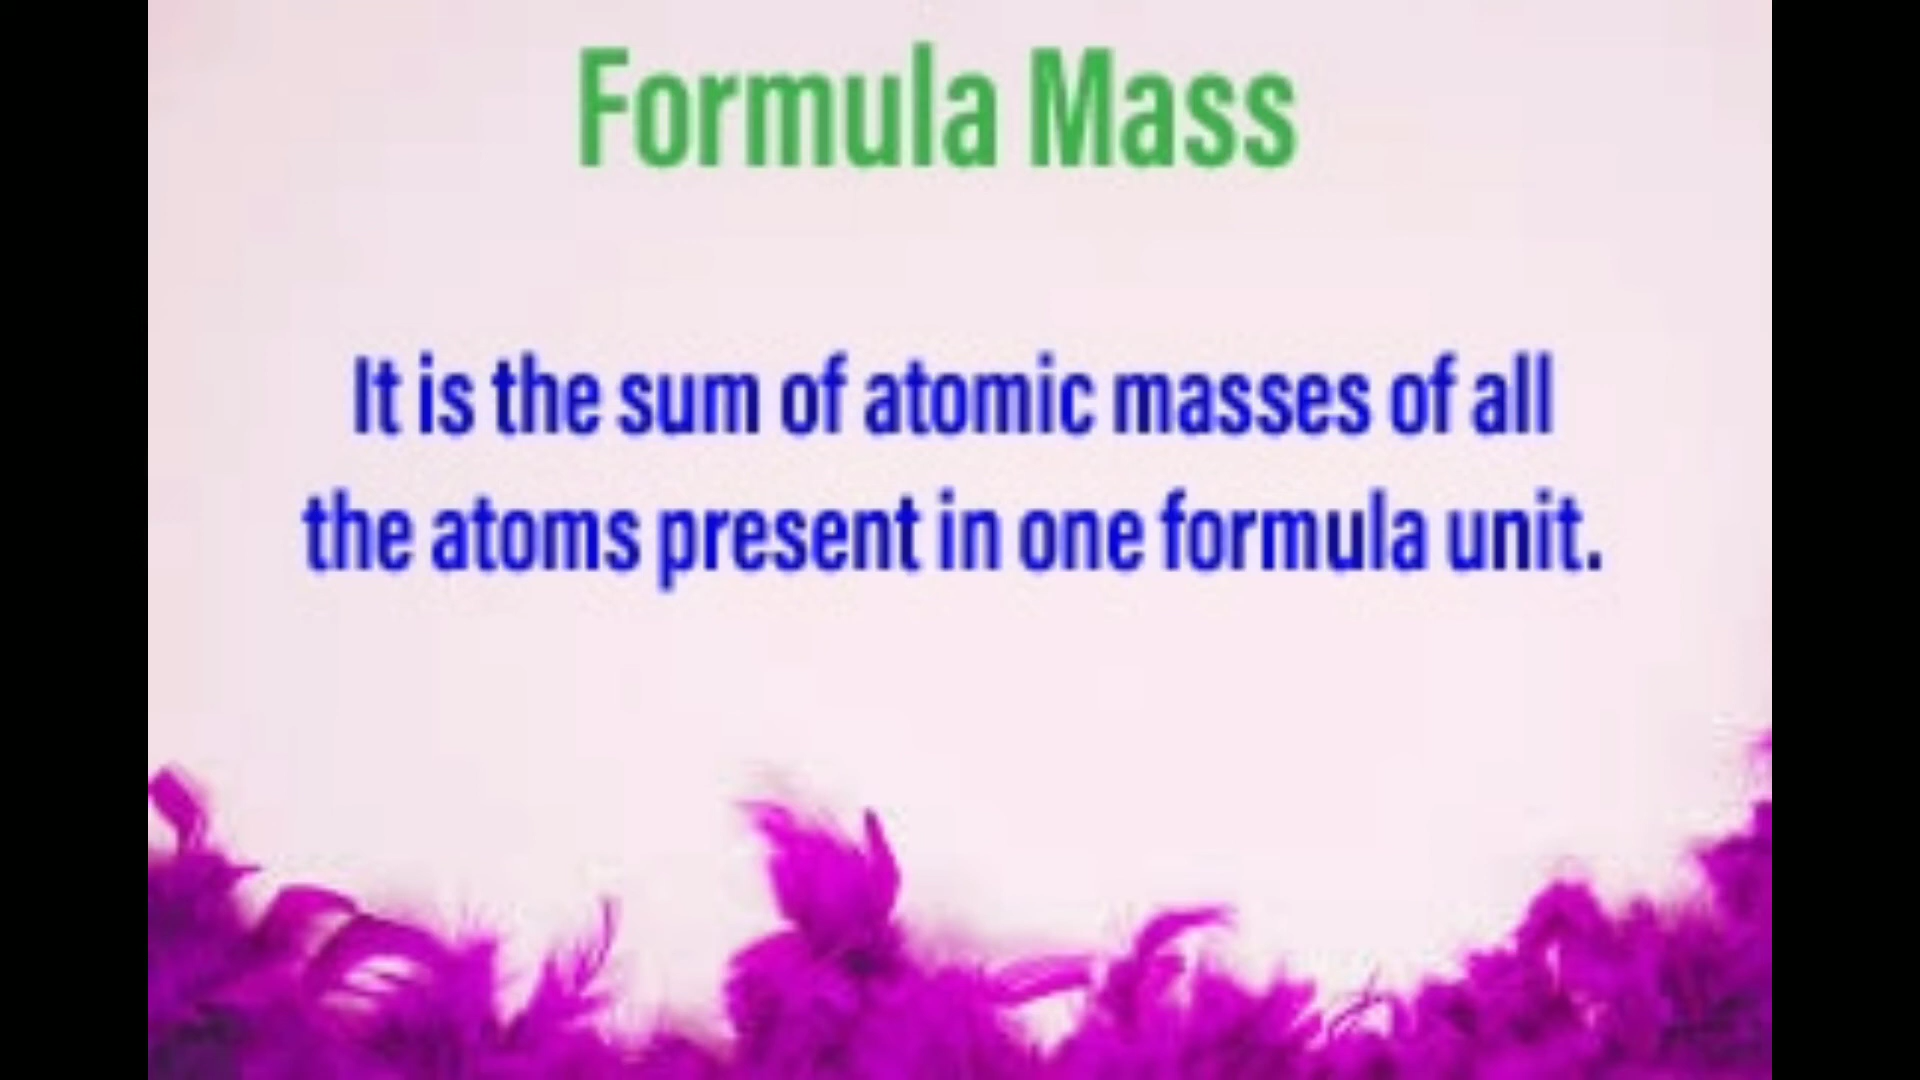 Formula Mass
It is the sum of atomic masses of all
the atoms present in one formula unit.